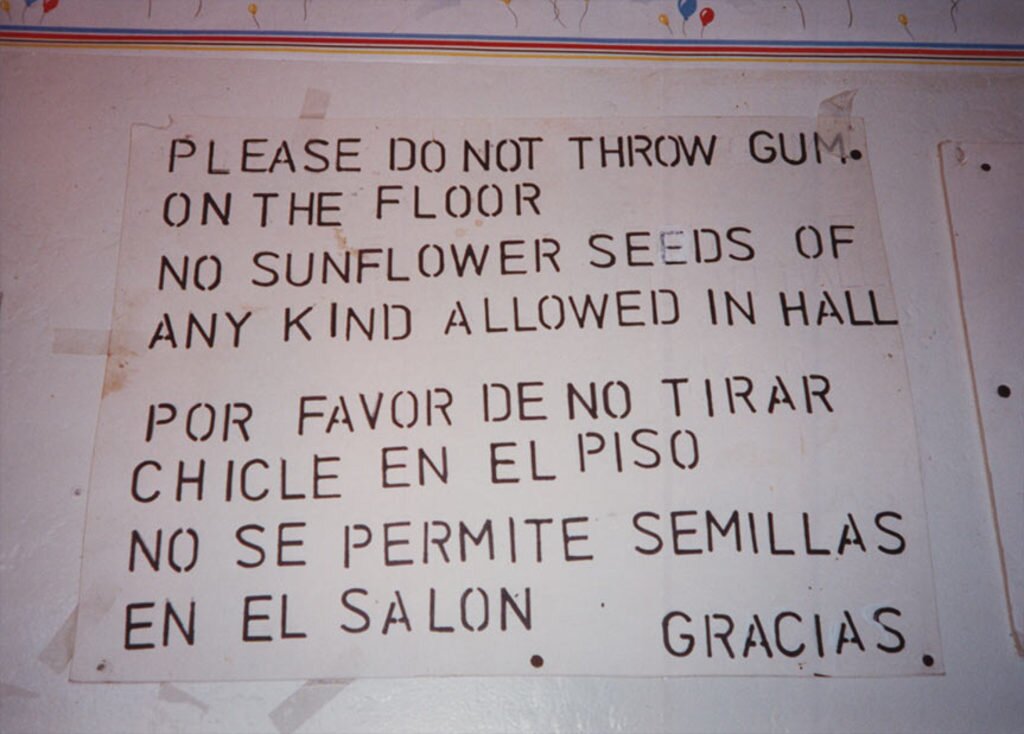 PLEASE DO NOT THROW GUM.
ON THE FLOOR
NO SUNFLOWER SEEDS OF
ANY KIND ALLOWED IN HALL
POR FAVOR DE NO TIRAR
CHICLE EN EL PISO
NO SE PERMITE SEMILLAS
EN EL SALON GRACIAS.